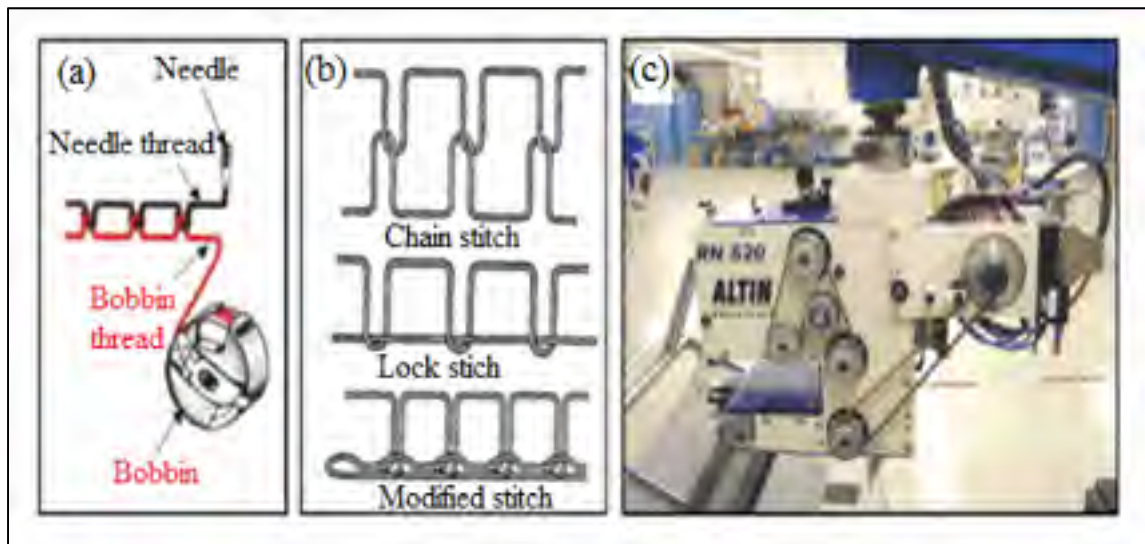 (a)
Needle
Needle thread
Bobbin
thread
Bobbin
(b)
Chain stitch
Lock stich
Modified stitch
(c)
RN 520
ALTIN